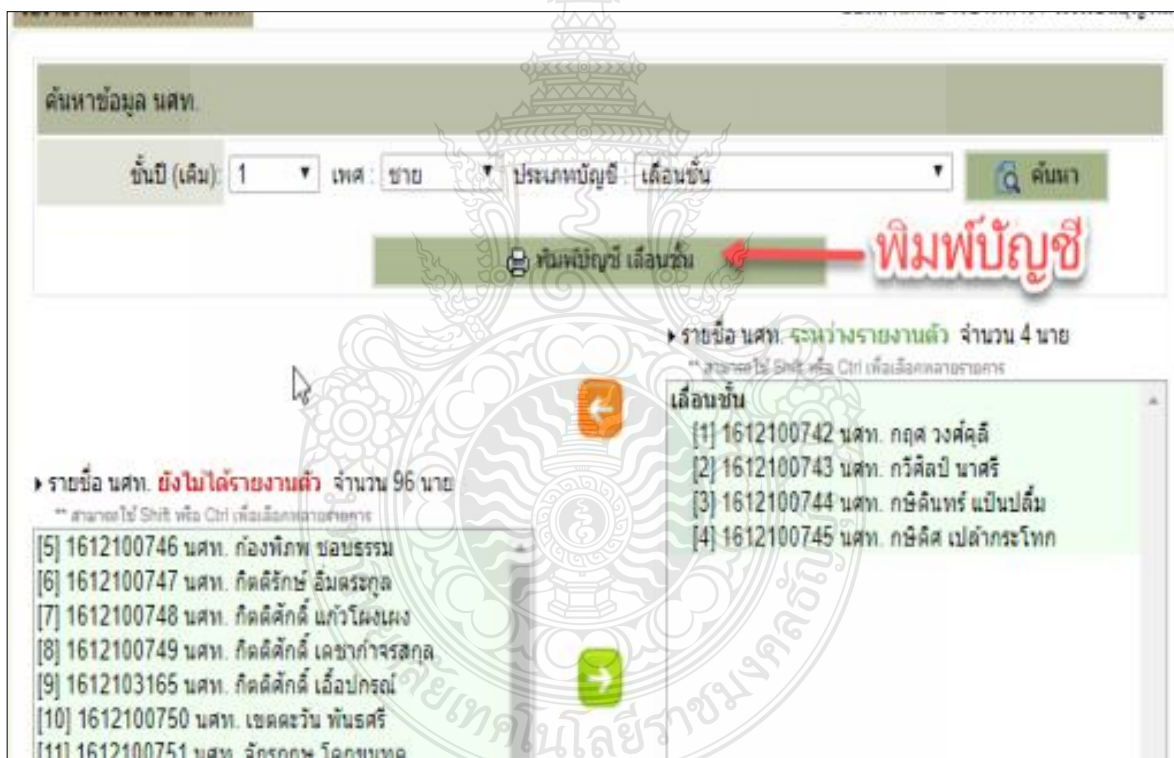 ค้นหาข้อมูล นศท.
ชั้นปี (เดิม): 1 เพศ : ชาย ประเภทบัญชี : เลื่อนชั้น ค้นหา
พิมพ์บัญชี เลื่อนชั้น พิมพ์บัญชี
รายชื่อ นศท. ระหว่างรายงานตัว จำนวน 4 นาย
** สามารถใช้ Shift หรือ Ctrl เพื่อเลือกหลายรายการ
เลื่อนชั้น
[1] 1612100742 นศท. กฤศ วงศ์คุลี
[2] 1612100743 นศท. กวีศิลป์ นาศรี
[3] 1612100744 นศท. กษิดินทร์ แป้นปลื้ม
[4] 1612100745 นศท. กษิดิศ เปล้ากระโทก
รายชื่อ นศท. ยังไม่ได้รายงานตัว จำนวน 96 นาย
** สามารถใช้ Shift หรือ Ctrl เพื่อเลือกหลายรายการ
[5] 1612100746 นศท. ก้องพิภพ ชอบธรรม
[6] 1612100747 นศท. กิตติรักษ์ อิ่มตระกูล
[7] 1612100748 นศท. กิตติศักดิ์ แก้วโผงเผง
[8] 1612100749 นศท. กิตติศักดิ์ เดชากำจรสกุล
[9] 1612103165 นศท. กิตติศักดิ์ เอื้อปกรณ์
[10] 1612100750 นศท. เขตตะวัน พันธศรี
[11] 1612100751 นศท.